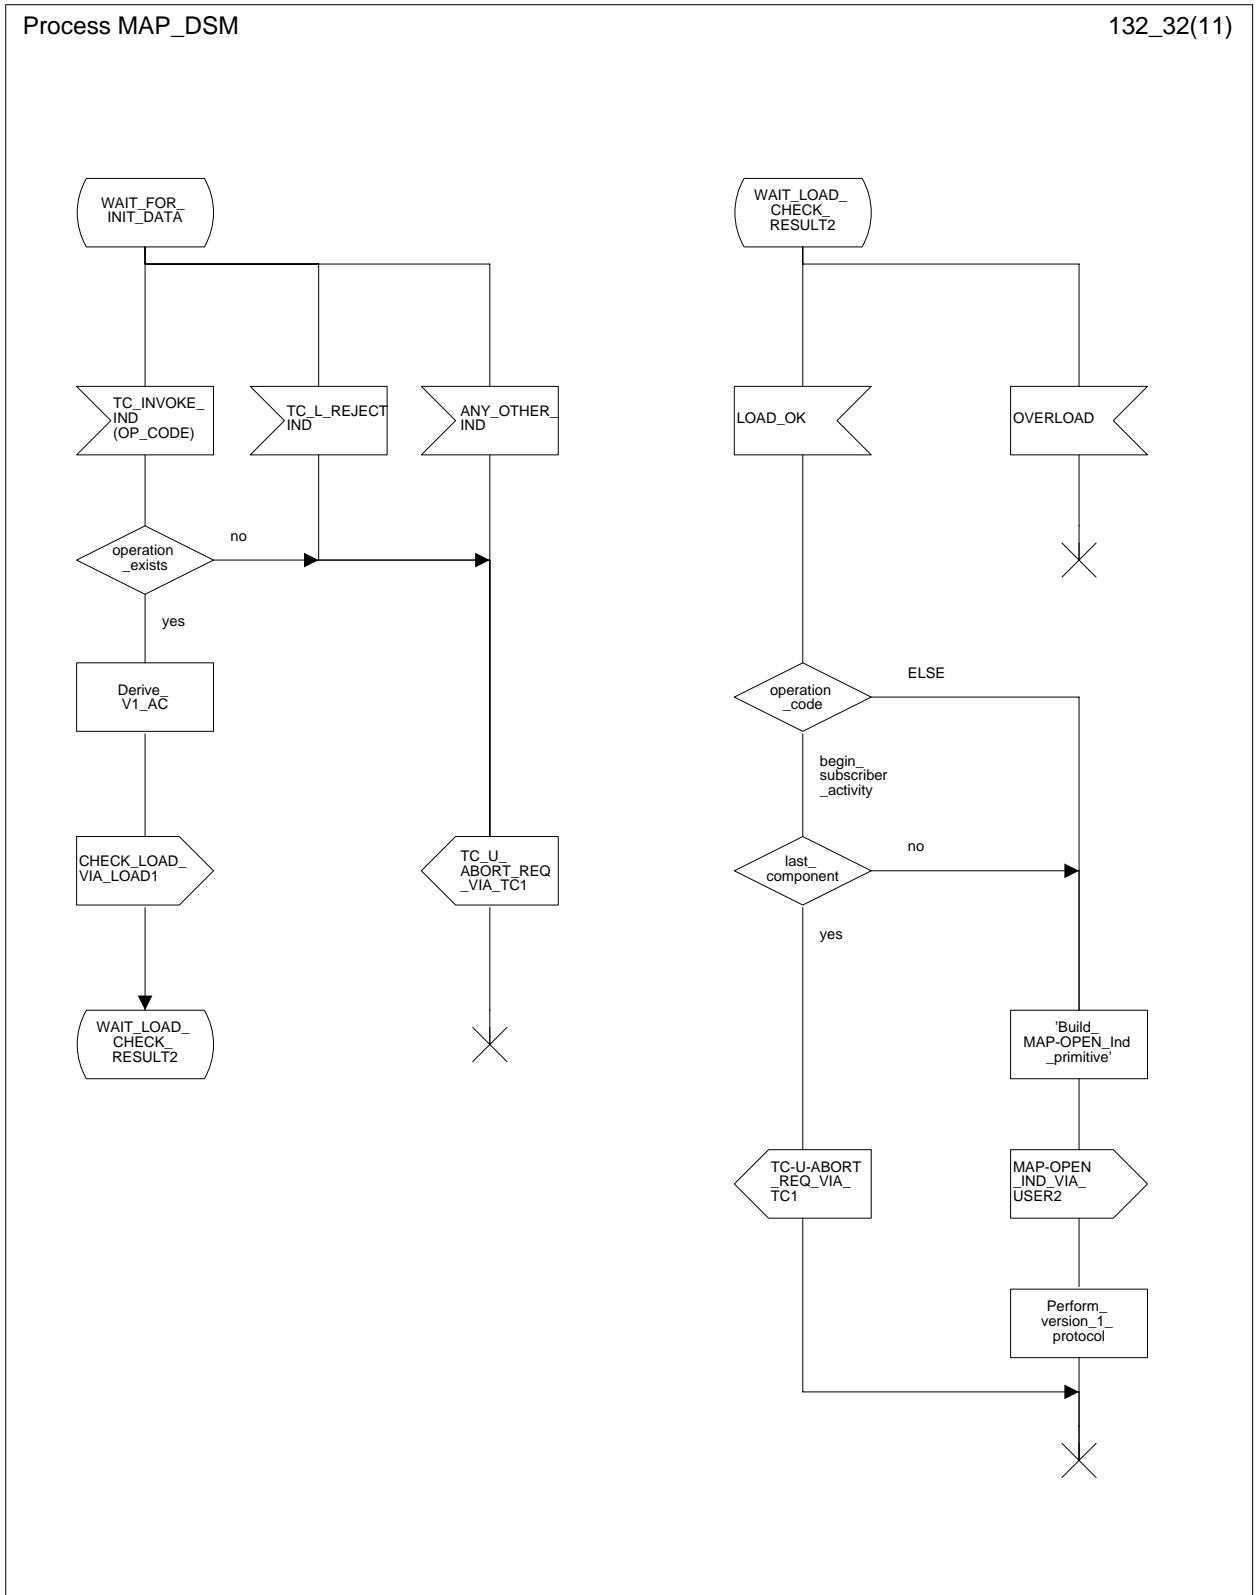 Process MAP_DSM
132_32(11)
WAIT_FOR_
INIT_DATA
TC_INVOKE_
IND
(OP_CODE)
TC_L_REJECT
IND
ANY_OTHER_
IND
operation
_exists
no
yes
Derive_
V1_AC
CHECK_LOAD_
VIA_LOAD1
TC_U_
ABORT_REQ
_VIA_TC1
WAIT_LOAD_
CHECK_
RESULT2
WAIT_LOAD_
CHECK_
RESULT2
LOAD_OK
OVERLOAD
operation
_code
ELSE
begin_
subscriber
_activity
last_
component
no
yes
'Build_
MAP-OPEN_Ind
_primitive'
TC-U-ABORT
_REQ_VIA_
TC1
MAP-OPEN
_IND_VIA_
USER2
Perform_
version_1_
protocol